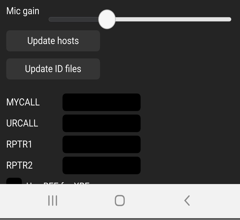 Mic gain
Update hosts
Update ID files
MYCALL
URCALL
RPTR1
RPTR2